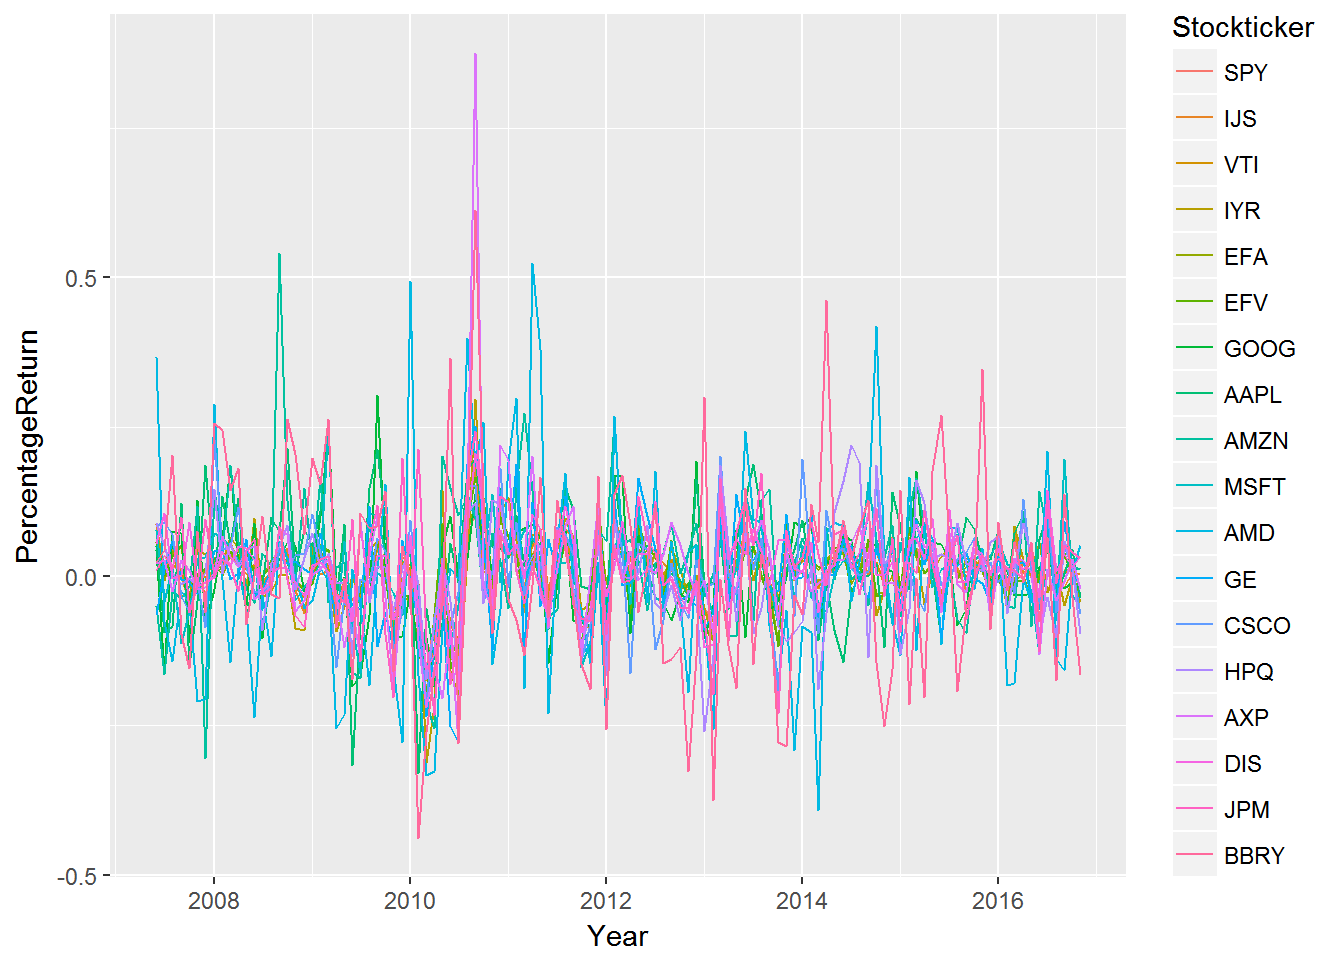 Stockticker
SPY
IJS
VTI
IYR
EFA
EFV
GOOG
AAPL
AMZN
MSFT
AMD
GE
CSCO
HPQ
AXP
DIS
JPM
BBRY
PercentageReturn
0.5
0.0
-0.5
2008 2010 2012 2014 2016
Year